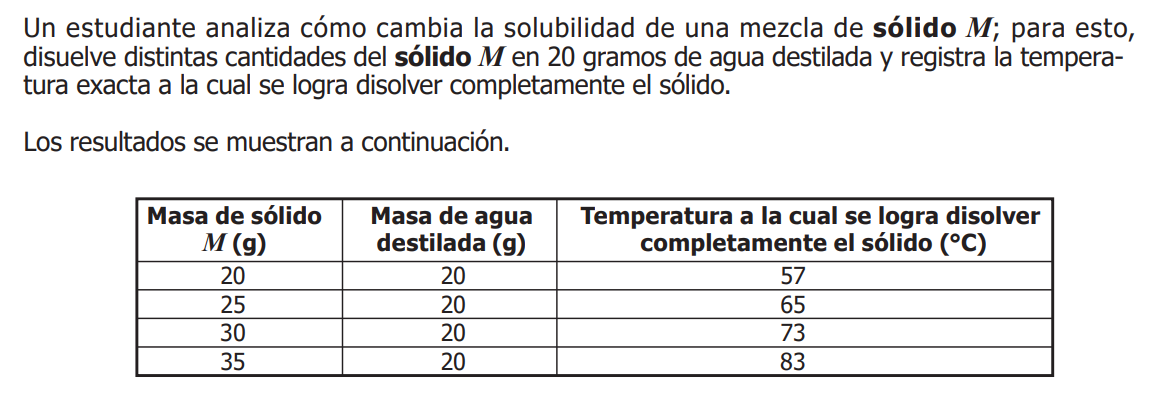 Un estudiante analiza cómo cambia la solubilidad de una mezcla de sólido M; para esto,
disuelve distintas cantidades del sólido M en 20 gramos de agua destilada y registra la tempera-
tura exacta a la cual se logra disolver completamente el sólido.
Los resultados se muestran a continuación.
Masa de sólido M (g) Masa de agua destilada (g) Temperatura a la cual se logra disolver completamente el sólido (°C)
20 20 57
25 20 65
30 20 73
35 20 83